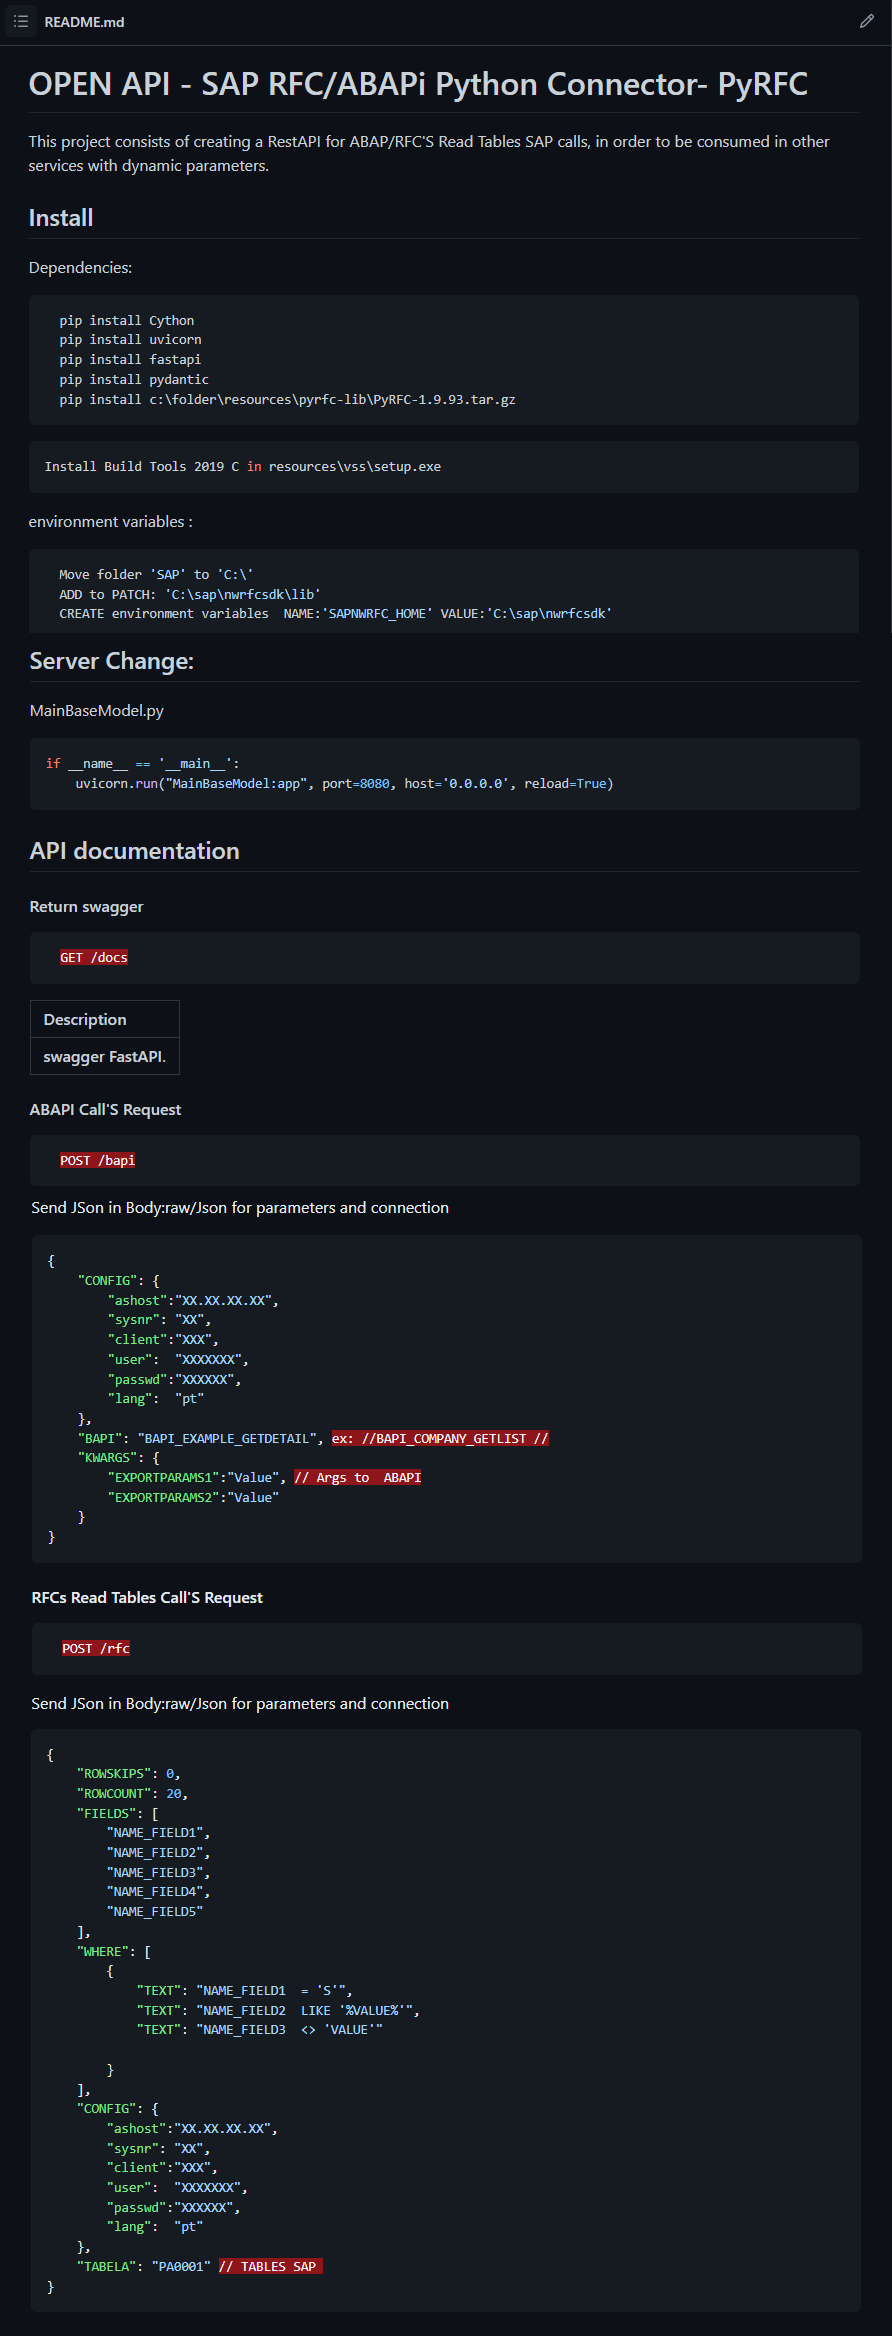 README.md
OPEN API - SAP RFC/ABAPi Python Connector- PyRFC
This project consists of creating a RestAPI for ABAP/RFC'S Read Tables SAP calls, in order to be consumed in other
services with dynamic parameters.
Install
Dependencies:
pip install Cython
pip install uvicorn
pip install fastapi
pip install pydantic
pip install c:\folder\resources\pyrfc-lib\PyRFC-1.9.93.tar.gz
Install Build Tools 2019 C in resources\vss\setup.exe
environment variables :
Move folder 'SAP' to 'C:\'
ADD to PATCH: 'C:\sap\nwrfcsdk\lib'
CREATE environment variables  NAME:'SAPNWRFC_HOME' VALUE:'C:\sap\nwrfcsdk'
Server Change:
MainBaseModel.py
if __name__ == '__main__':
    uvicorn.run("MainBaseModel:app", port=8080, host='0.0.0.0', reload=True)
API documentation
Return swagger
GET /docs
Description
swagger FastAPI.
ABAPI Call'S Request
POST /bapi
Send JSon in Body:raw/Json for parameters and connection
{
    "CONFIG": {
        "ashost":"XX.XX.XX.XX",
        "sysnr": "XX",
        "client":"XXX",
        "user":  "XXXXXXX",
        "passwd":"XXXXXX",
        "lang":  "pt"
    },
    "BAPI": "BAPI_EXAMPLE_GETDETAIL", ex: //BAPI_COMPANY_GETLIST //
    "KWARGS": {
        "EXPORTPARAMS1":"Value", // Args to  ABAPI
        "EXPORTPARAMS2":"Value"
    }
}
RFCs Read Tables Call'S Request
POST /rfc
Send JSon in Body:raw/Json for parameters and connection
{
    "ROWSKIPS": 0,
    "ROWCOUNT": 20,
    "FIELDS": [
        "NAME_FIELD1",
        "NAME_FIELD2",
        "NAME_FIELD3",
        "NAME_FIELD4",
        "NAME_FIELD5"
    ],
    "WHERE": [
        {
            "TEXT": "NAME_FIELD1  = 'S'",
            "TEXT": "NAME_FIELD2  LIKE '%VALUE%'",
            "TEXT": "NAME_FIELD3  <> 'VALUE'"
        }
    ],
    "CONFIG": {
        "ashost":"XX.XX.XX.XX",
        "sysnr": "XX",
        "client":"XXX",
        "user":  "XXXXXXX",
        "passwd":"XXXXXX",
        "lang":  "pt"
    },
    "TABELA": "PA0001" // TABLES SAP
}